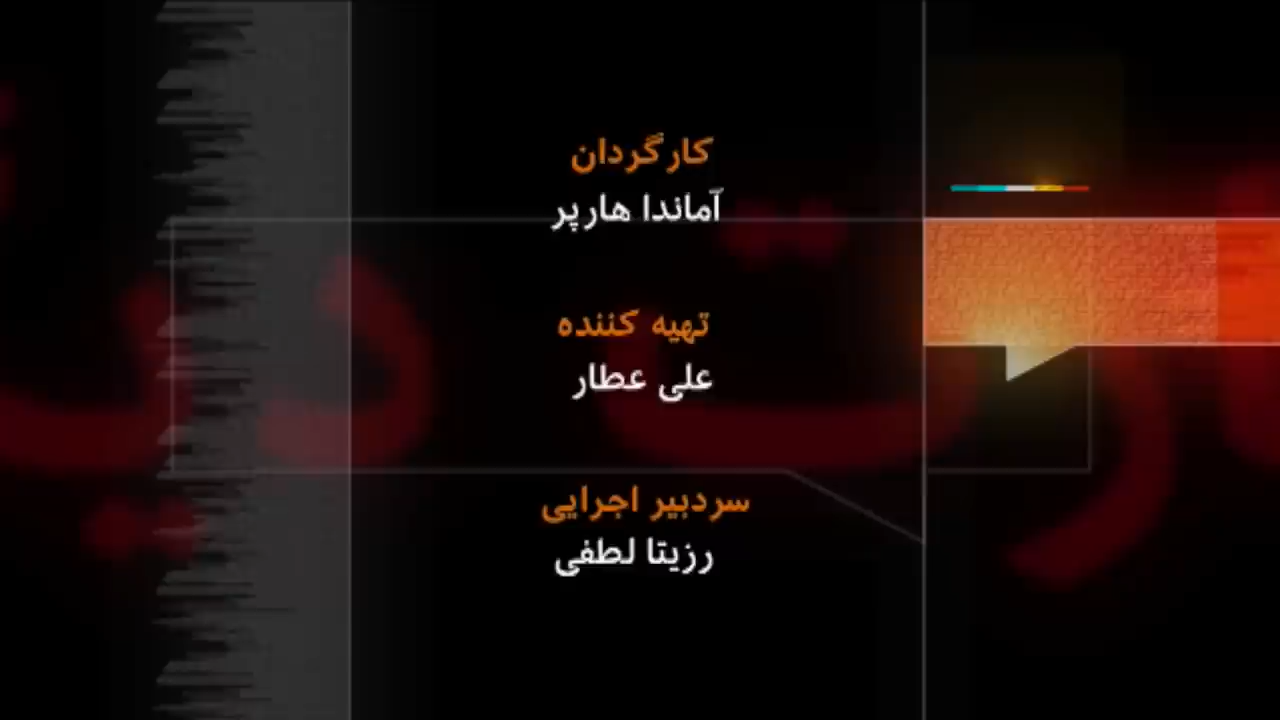 کارگردان
آماندا هارپر
تهیه کننده
علی عطار
سردبیر اجرایی
رزیتا لطفی